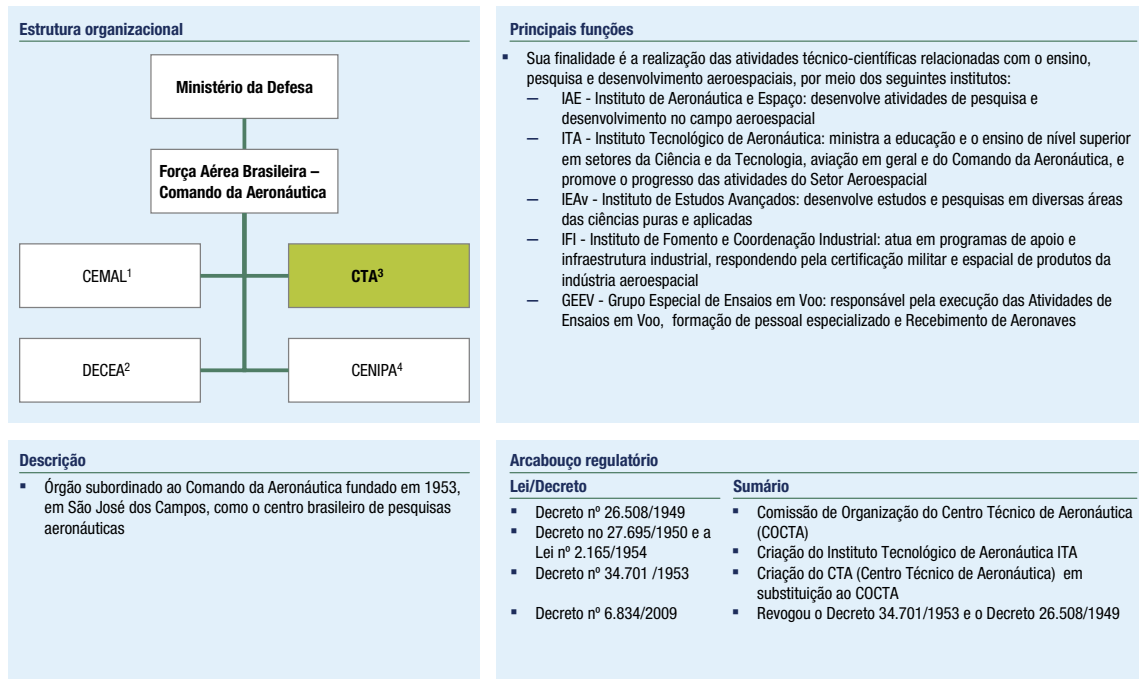 Estrutura organizacional
Ministério da Defesa
Força Aérea Brasileira –
Comando da Aeronáutica
CEMAL¹
CTA³
DECEA²
CENIPA⁴
Principais funções
▪ Sua finalidade é a realização das atividades técnico-científicas relacionadas com o ensino,
pesquisa e desenvolvimento aeroespaciais, por meio dos seguintes institutos:
— IAE - Instituto de Aeronáutica e Espaço: desenvolve atividades de pesquisa e
desenvolvimento no campo aeroespacial
— ITA - Instituto Tecnológico de Aeronáutica: ministra a educação e o ensino de nível superior
em setores da Ciência e da Tecnologia, aviação em geral e do Comando da Aeronáutica, e
promove o progresso das atividades do Setor Aeroespacial
— IEAv - Instituto de Estudos Avançados: desenvolve estudos e pesquisas em diversas áreas
das ciências puras e aplicadas
— IFI - Instituto de Fomento e Coordenação Industrial: atua em programas de apoio e
infraestrutura industrial, respondendo pela certificação militar e espacial de produtos da
indústria aeroespacial
— GEEV - Grupo Especial de Ensaios em Voo: responsável pela execução das Atividades de
Ensaios em Voo, formação de pessoal especializado e Recebimento de Aeronaves
Descrição
▪ Órgão subordinado ao Comando da Aeronáutica fundado em 1953,
em São José dos Campos, como o centro brasileiro de pesquisas
aeronáuticas
Arcabouço regulatório
Lei/Decreto
▪ Decreto nº 26.508/1949
▪ Decreto no 27.695/1950 e a
Lei nº 2.165/1954
▪ Decreto nº 34.701 /1953
▪ Decreto nº 6.834/2009
Sumário
▪ Comissão de Organização do Centro Técnico de Aeronáutica
(COCTA)
▪ Criação do Instituto Tecnológico de Aeronáutica ITA
▪ Criação do CTA (Centro Técnico de Aeronáutica) em
substituição ao COCTA
▪ Revogou o Decreto 34.701/1953 e o Decreto 26.508/1949